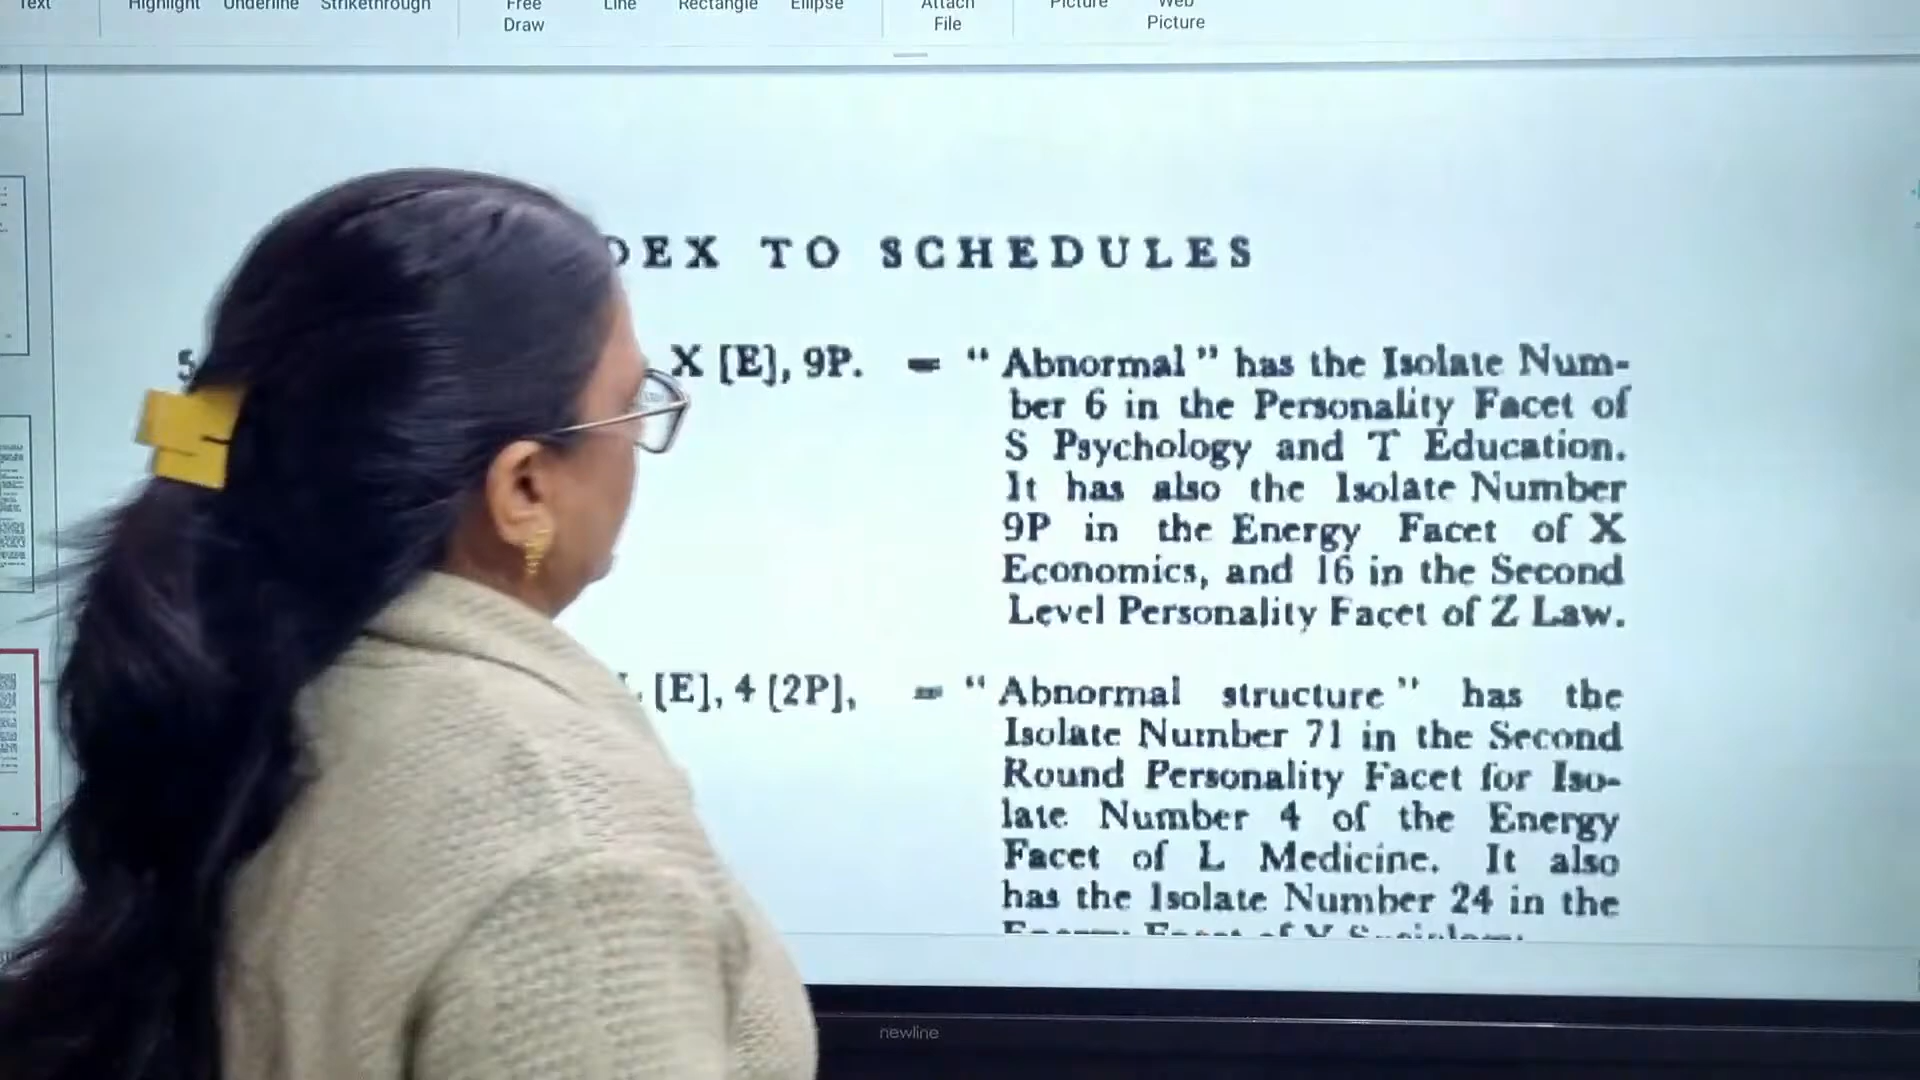 Text Highlight Underline Strikethrough Free Draw Line Rectangle Ellipse Attach File Picture Web Picture
DEX TO SCHEDULES
X [E], 9P. = “ Abnormal ” has the Isolate Num-
ber 6 in the Personality Facet of
S Psychology and T Education.
It has also the Isolate Number
9P in the Energy Facet of X
Economics, and 16 in the Second
Level Personality Facet of Z Law.
[E], 4 [2P], = “ Abnormal structure ” has the
Isolate Number 71 in the Second
Round Personality Facet for Iso-
late Number 4 of the Energy
Facet of L Medicine. It also
has the Isolate Number 24 in the
newline